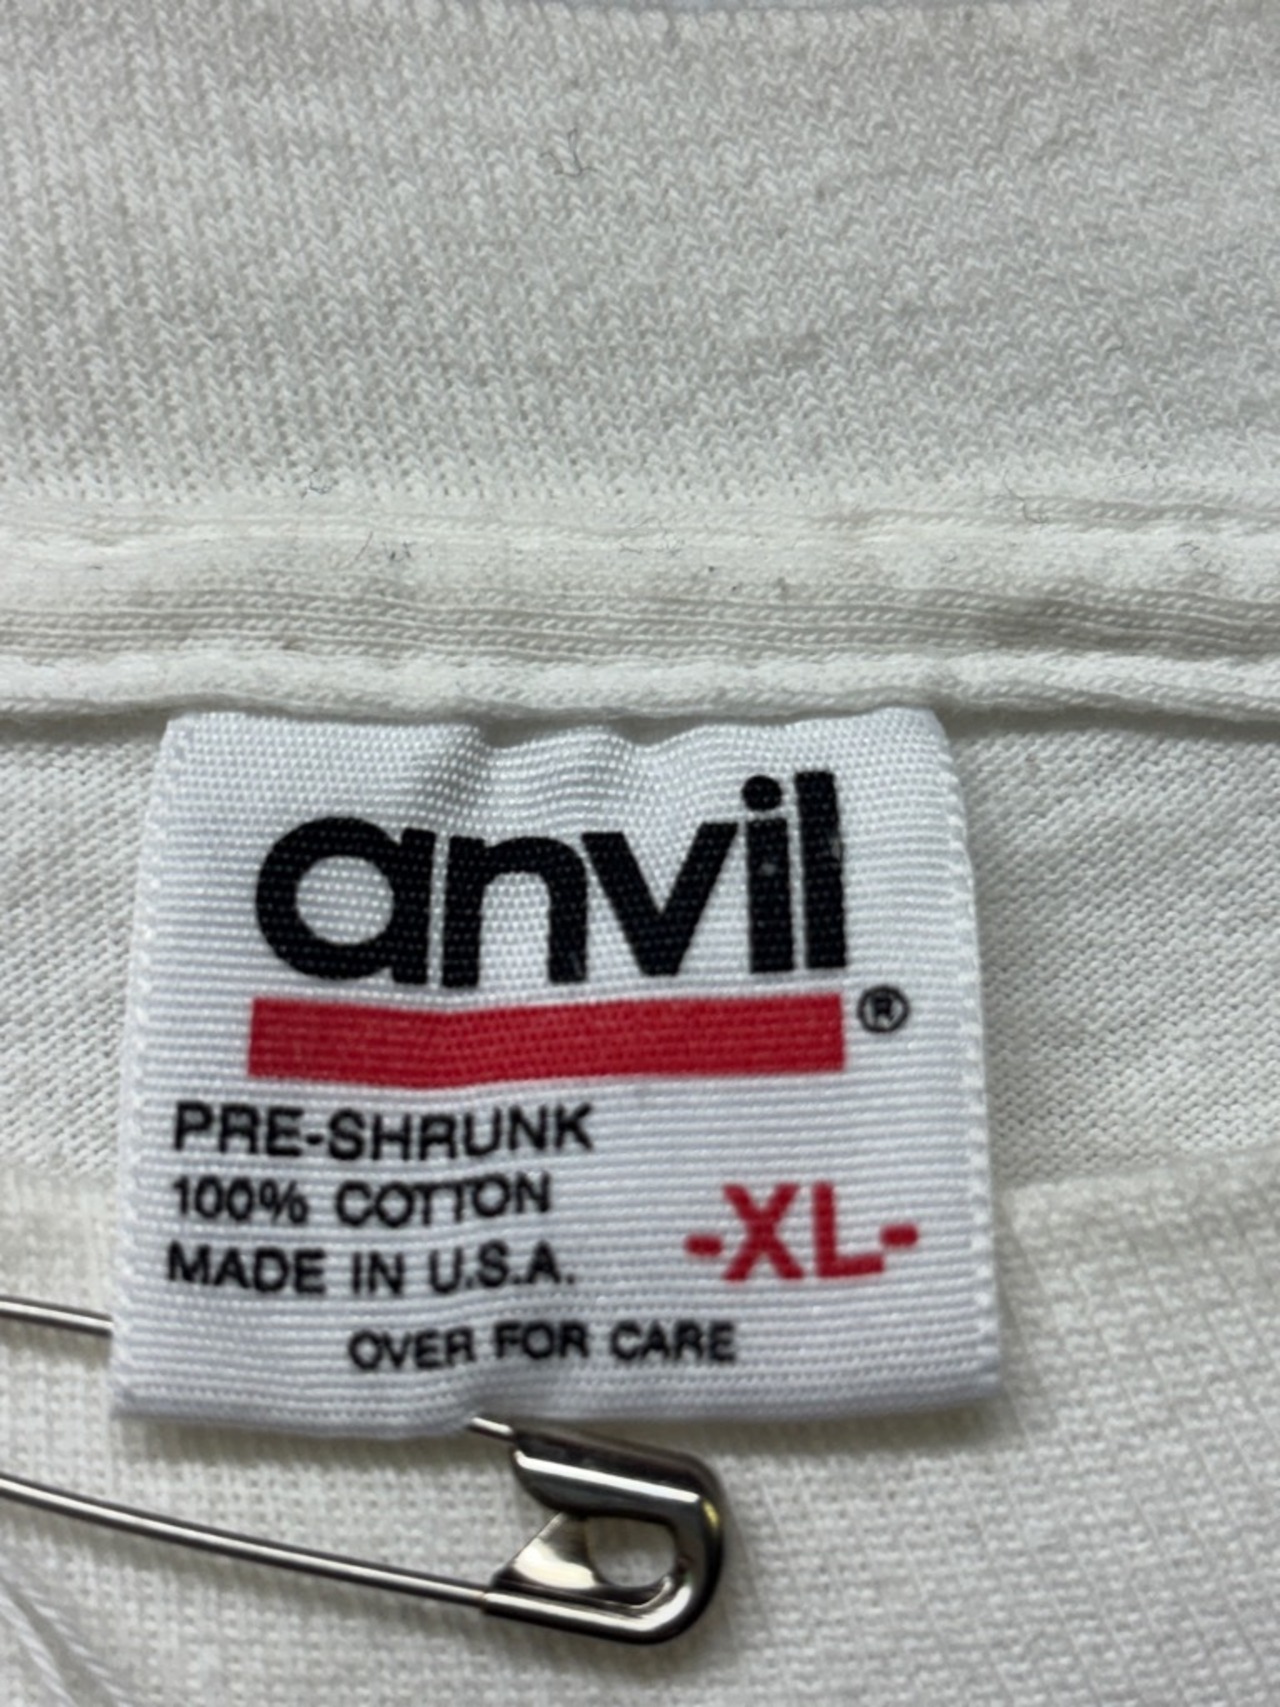 anvil
®
PRE-SHRUNK
100% COTTON
MADE IN U.S.A.
-XL-
OVER FOR CARE